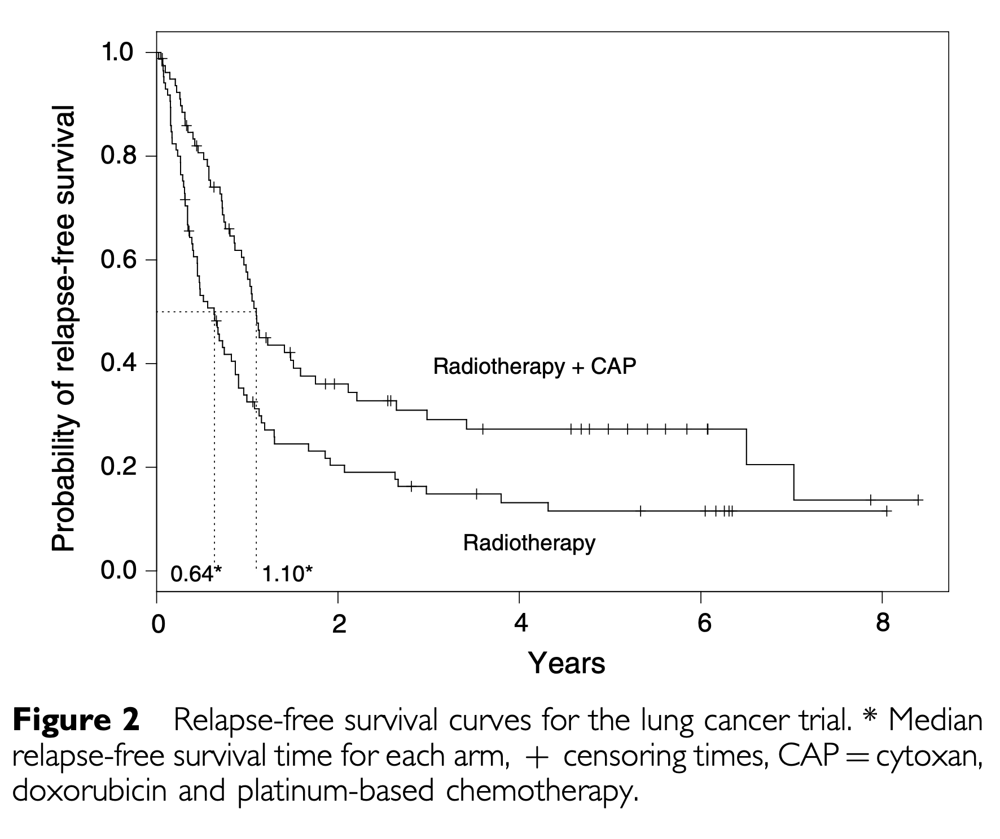 Probability of relapse-free survival
1.0
0.8
0.6
0.4
0.2
0.0
Radiotherapy + CAP
Radiotherapy
0.64*
1.10*
0 2 4 6 8
Years
Figure 2 Relapse-free survival curves for the lung cancer trial. * Median
relapse-free survival time for each arm, + censoring times, CAP = cytoxan,
doxorubicin and platinum-based chemotherapy.